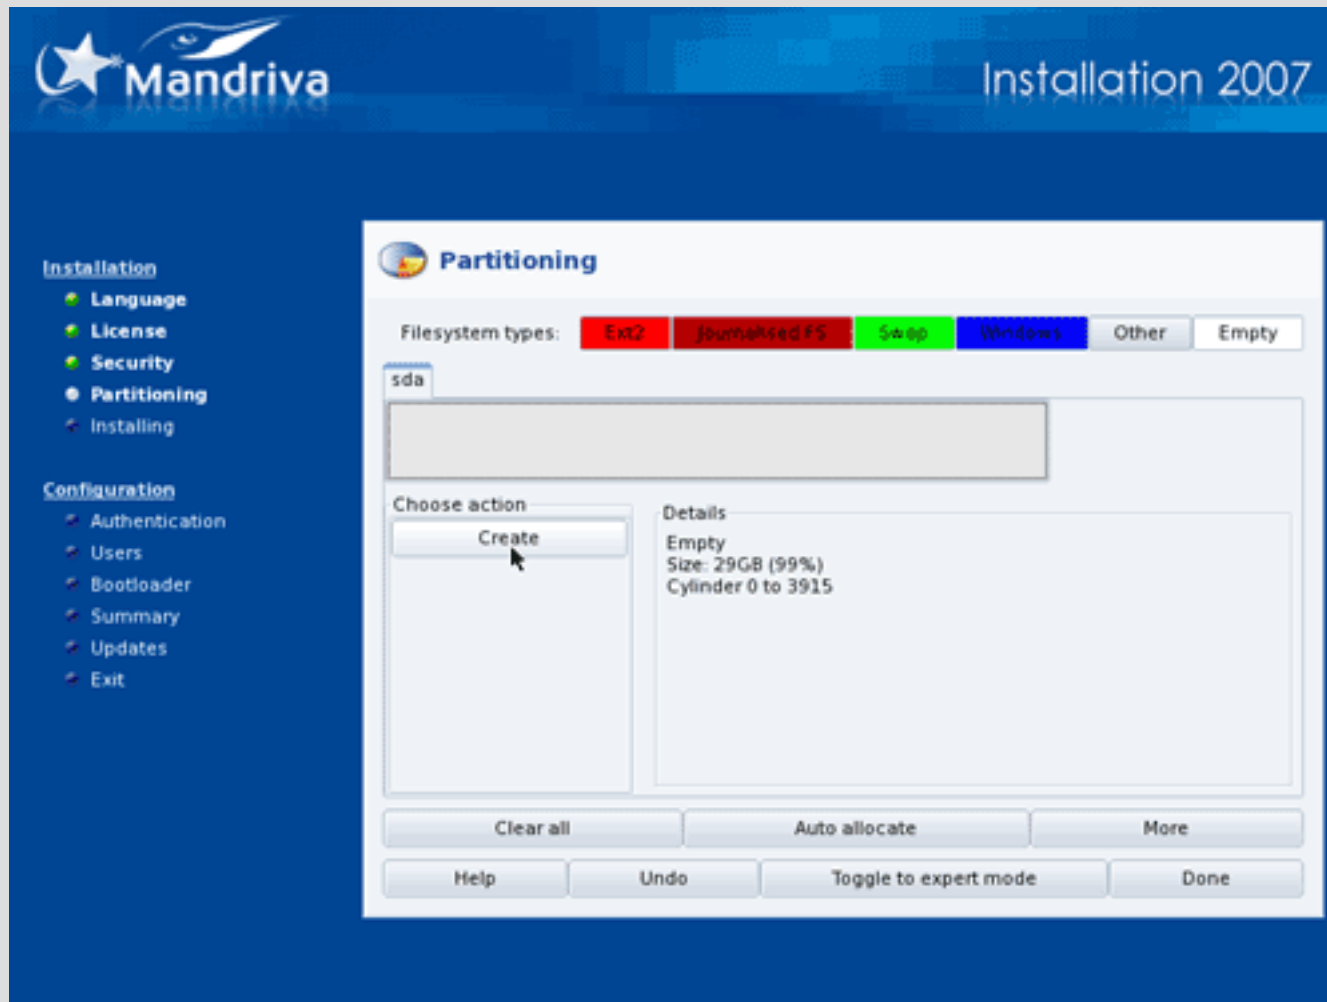 Mandriva
Installation 2007
Installation
Language
License
Security
Partitioning
Installing
Configuration
Authentication
Users
Bootloader
Summary
Updates
Exit
Partitioning
Filesystem types: Ext2 Journalised FS Swap Windows Other Empty
sda
Choose action
Create
Details
Empty
Size: 29GB (99%)
Cylinder 0 to 3915
Clear all Auto allocate More
Help Undo Toggle to expert mode Done